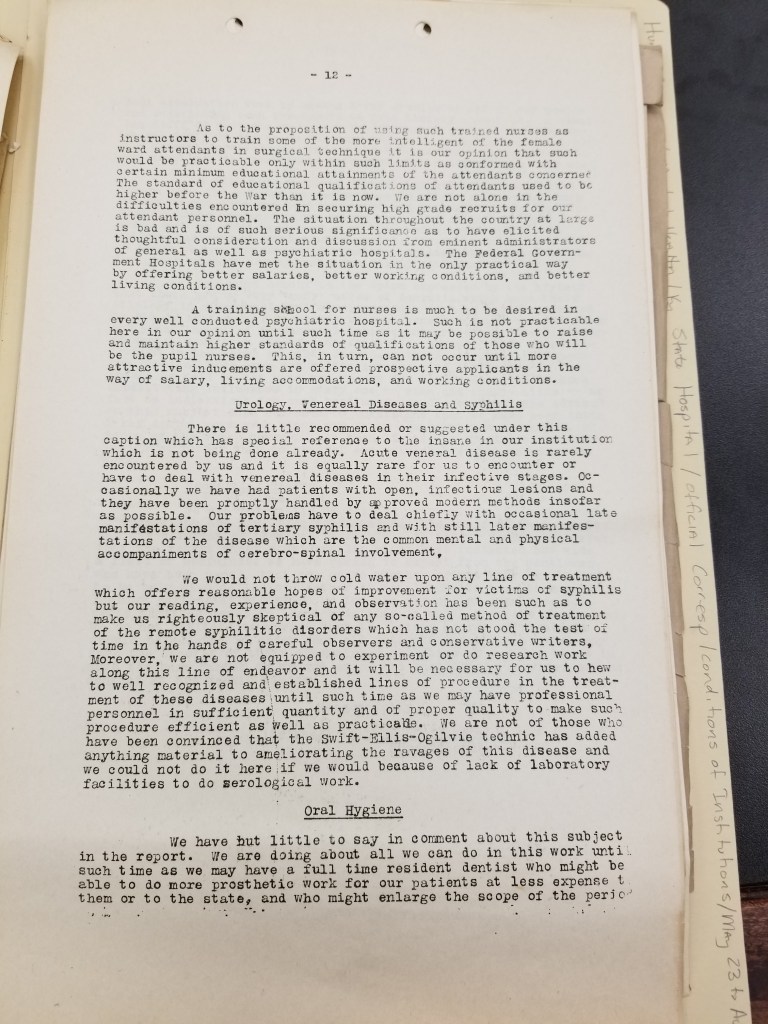 - 12 -
As to the proposition of using such trained nurses as
instructors to train some of the more intelligent of the female
ward attendants in surgical technique it is our opinion that such
would be practicable only within such limits as conformed with
certain minimum educational attainments of the attendants concerned
The standard of educational qualifications of attendants used to be
higher before the War than it is now. We are not alone in the
difficulties encountered in securing high grade recruits for our
attendant personnel. The situation throughout the country at large
is bad and is of such serious significance as to have elicited
thoughtful consideration and discussion from eminent administrators
of general as well as psychiatric hospitals. The Federal Govern-
ment Hospitals have met the situation in the only practical way
by offering better salaries, better working conditions, and better
living conditions.
A training school for nurses is much to be desired in
every well conducted psychiatric hospital. Such is not practicable
here in our opinion until such time as it may be possible to raise
and maintain higher standards of qualifications of those who will
be the pupil nurses. This, in turn, can not occur until more
attractive inducements are offered prospective applicants in the
way of salary, living accommodations, and working conditions.
Urology, Venereal Diseases and Syphilis
There is little recommended or suggested under this
caption which has special reference to the insane in our institution
which is not being done already. Acute veneral disease is rarely
encountered by us and it is equally rare for us to encounter or
have to deal with venereal diseases in their infective stages. Oc-
casionally we have had patients with open, infectious lesions and
they have been promptly handled by approved modern methods insofar
as possible. Our problems have to deal chiefly with occasional late
manifestations of tertiary syphilis and with still later manifes-
tations of the disease which are the common mental and physical
accompaniments of cerebro-spinal involvement,
We would not throw cold water upon any line of treatment
which offers reasonable hopes of improvement for victims of syphilis
but our reading, experience, and observation has been such as to
make us righteously skeptical of any so-called method of treatment
of the remote syphilitic disorders which has not stood the test of
time in the hands of careful observers and conservative writers,
Moreover, we are not equipped to experiment or do research work
along this line of endeavor and it will be necessary for us to hew
to well recognized and established lines of procedure in the treat-
ment of these diseases until such time as we may have professional
personnel in sufficient quantity and of proper quality to make such
procedure efficient as well as practicable. We are not of those who
have been convinced that the Swift-Ellis-Ogilvie technic has added
anything material to ameliorating the ravages of this disease and
we could not do it here if we would because of lack of laboratory
facilities to do serological work.
Oral Hygiene
We have but little to say in comment about this subject
in the report. We are doing about all we can do in this work until
such time as we may have a full time resident dentist who might be
able to do more prosthetic work for our patients at less expense t
them or to the state, and who might enlarge the scope of the perio
State Hospital / Official Corresp / Conditions of Institutions / May 23 to